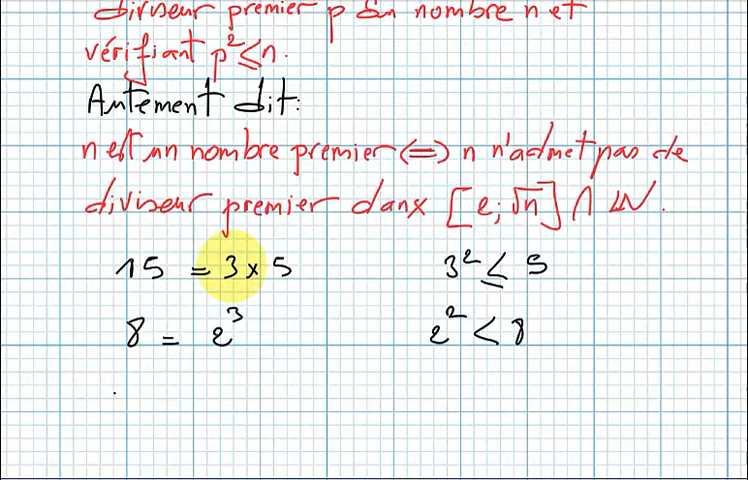 diviseur premier p d'un nombre n et
vérifiant p² ≤ n.
Autrement dit:
n est un nombre premier ⇔ n n'admet pas de
diviseur premier dans [2; √n] ∩ ℕ.
15 = 3 × 5 3² ≤ 5
8 = 2³ 2² < 8